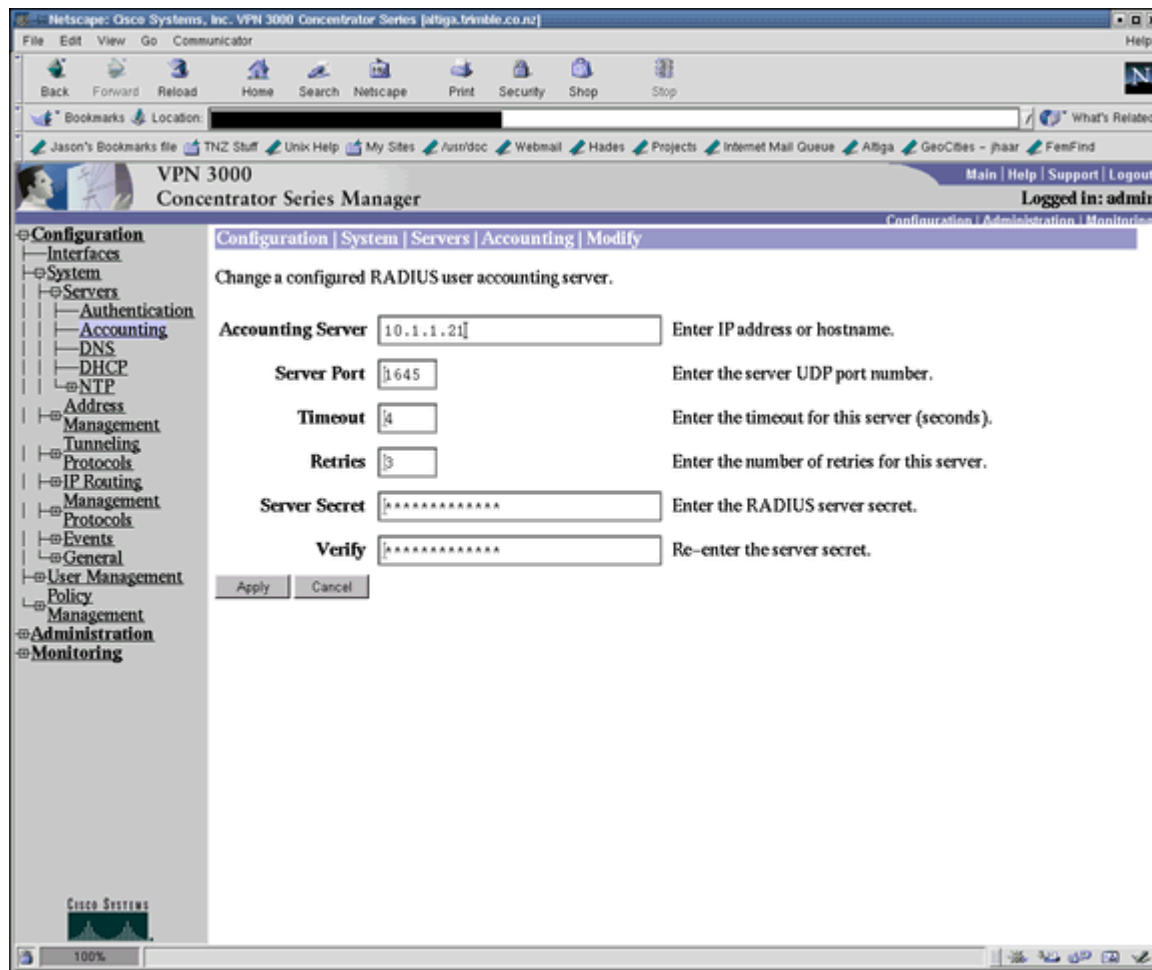 Netscape: Cisco Systems, Inc. VPN 3000 Concentrator Series [altiga.trimble.co.nz]
File Edit View Go Communicator Help
Back Forward Reload Home Search Netscape Print Security Shop Stop
Bookmarks Location: What's Related
Jason's Bookmarks file TNZ Stuff Unix Help My Sites /usr/doc Webmail Hades Projects Internet Mail Queue Altiga GeoCities - jhaar FemFind
VPN 3000
Concentrator Series Manager
Main | Help | Support | Logout
Logged in: admin
Configuration | Administration | Monitoring
Configuration
Interfaces
System
Servers
Authentication
Accounting
DNS
DHCP
NTP
Address
Management
Tunneling
Protocols
IP Routing
Management
Protocols
Events
General
User Management
Policy
Management
Administration
Monitoring
Configuration | System | Servers | Accounting | Modify
Change a configured RADIUS user accounting server.
Accounting Server 10.1.1.21 Enter IP address or hostname.
Server Port 1645 Enter the server UDP port number.
Timeout 4 Enter the timeout for this server (seconds).
Retries 3 Enter the number of retries for this server.
Server Secret ************* Enter the RADIUS server secret.
Verify ************* Re-enter the server secret.
Apply Cancel
CISCO SYSTEMS
100%